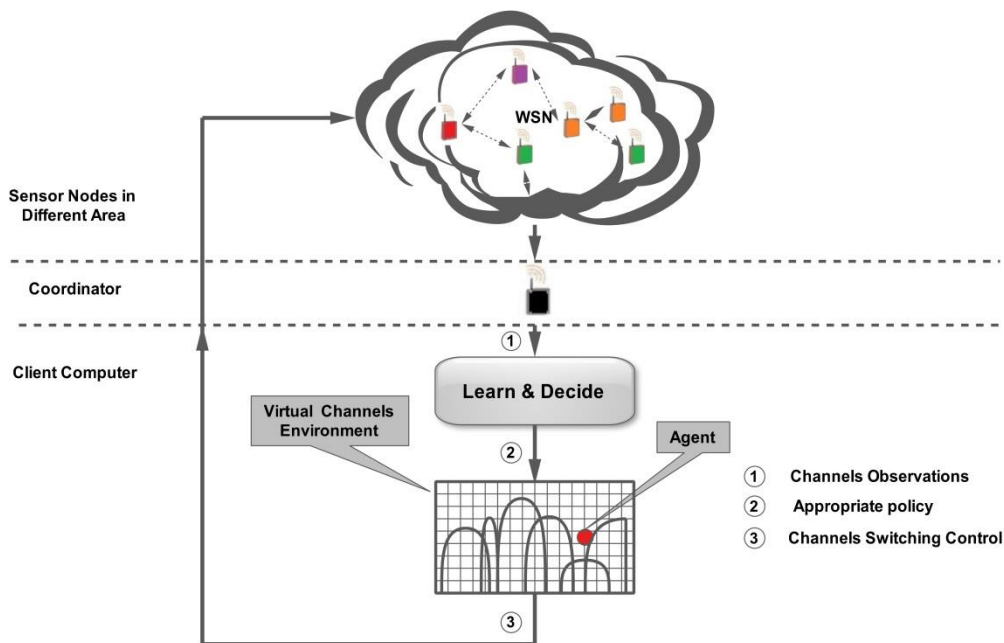 WSN
Sensor Nodes in
Different Area
Coordinator
Client Computer
①
Learn & Decide
Virtual Channels
Environment
②
Agent
① Channels Observations
② Appropriate policy
③ Channels Switching Control
③